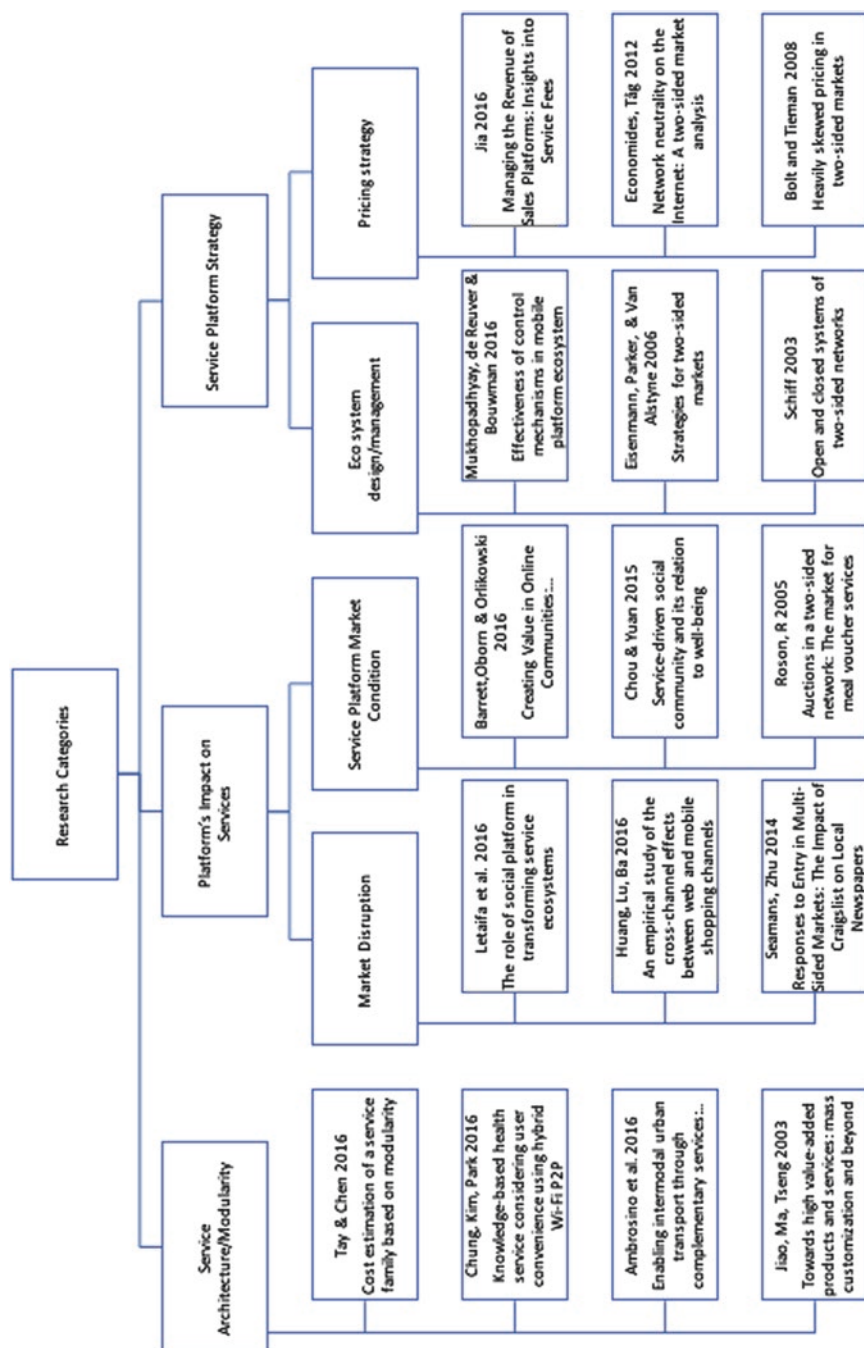 Research Categories
Service
Architecture/Modularity
Platform's Impact on
Services
Service Platform Strategy
Market Disruption
Service Platform Market
Condition
Eco system
design/management
Pricing strategy
Tay & Chen 2016
Cost estimation of a service
family based on modularity
Chung, Kim, Park 2016
Knowledge-based health
service considering user
convenience using hybrid
Wi-Fi P2P
Ambrosino et al. 2016
Enabling intermodal urban
transport through
complementary services:..
Jiao, Ma, Tseng 2003
Towards high value-added
products and services: mass
customization and beyond
Letaifa et al. 2016
The role of social platform in
transforming service
ecosystems
Huang, Lu, Ba 2016
An empirical study of the
cross-channel effects
between web and mobile
shopping channels
Seamans, Zhu 2014
Responses to Entry in Multi-
Sided Markets: The Impact of
Craigslist on Local
Newspapers
Barrett,Oborn & Orlikowski
2016
Creating Value in Online
Communities:...
Chou & Yuan 2015
Service-driven social
community and its relation
to well-being
Roson, R 2005
Auctions in a two-sided
network: The market for
meal voucher services
Mukhopadhyay, de Reuver &
Bouwman 2016
Effectiveness of control
mechanisms in mobile
platform ecosystem
Eisenmann, Parker, & Van
Alstyne 2006
Strategies for two-sided
markets
Schiff 2003
Open and closed systems of
two-sided networks
Jia 2016
Managing the Revenue of
Sales Platforms: Insights into
Service Fees
Economides, Tåg 2012
Network neutrality on the
Internet: A two-sided market
analysis
Bolt and Tieman 2008
Heavily skewed pricing in
two-sided markets